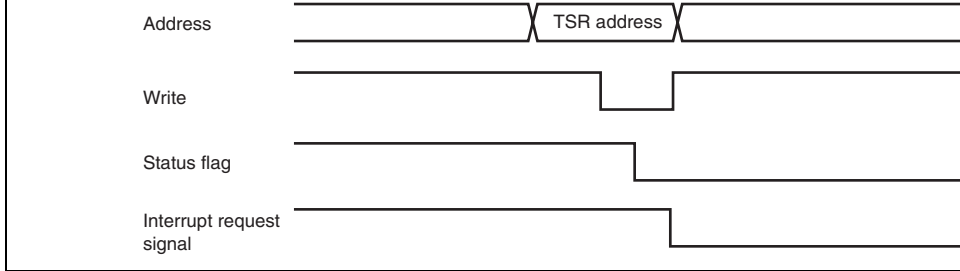 Address
TSR address
Write
Status flag
Interrupt request
signal